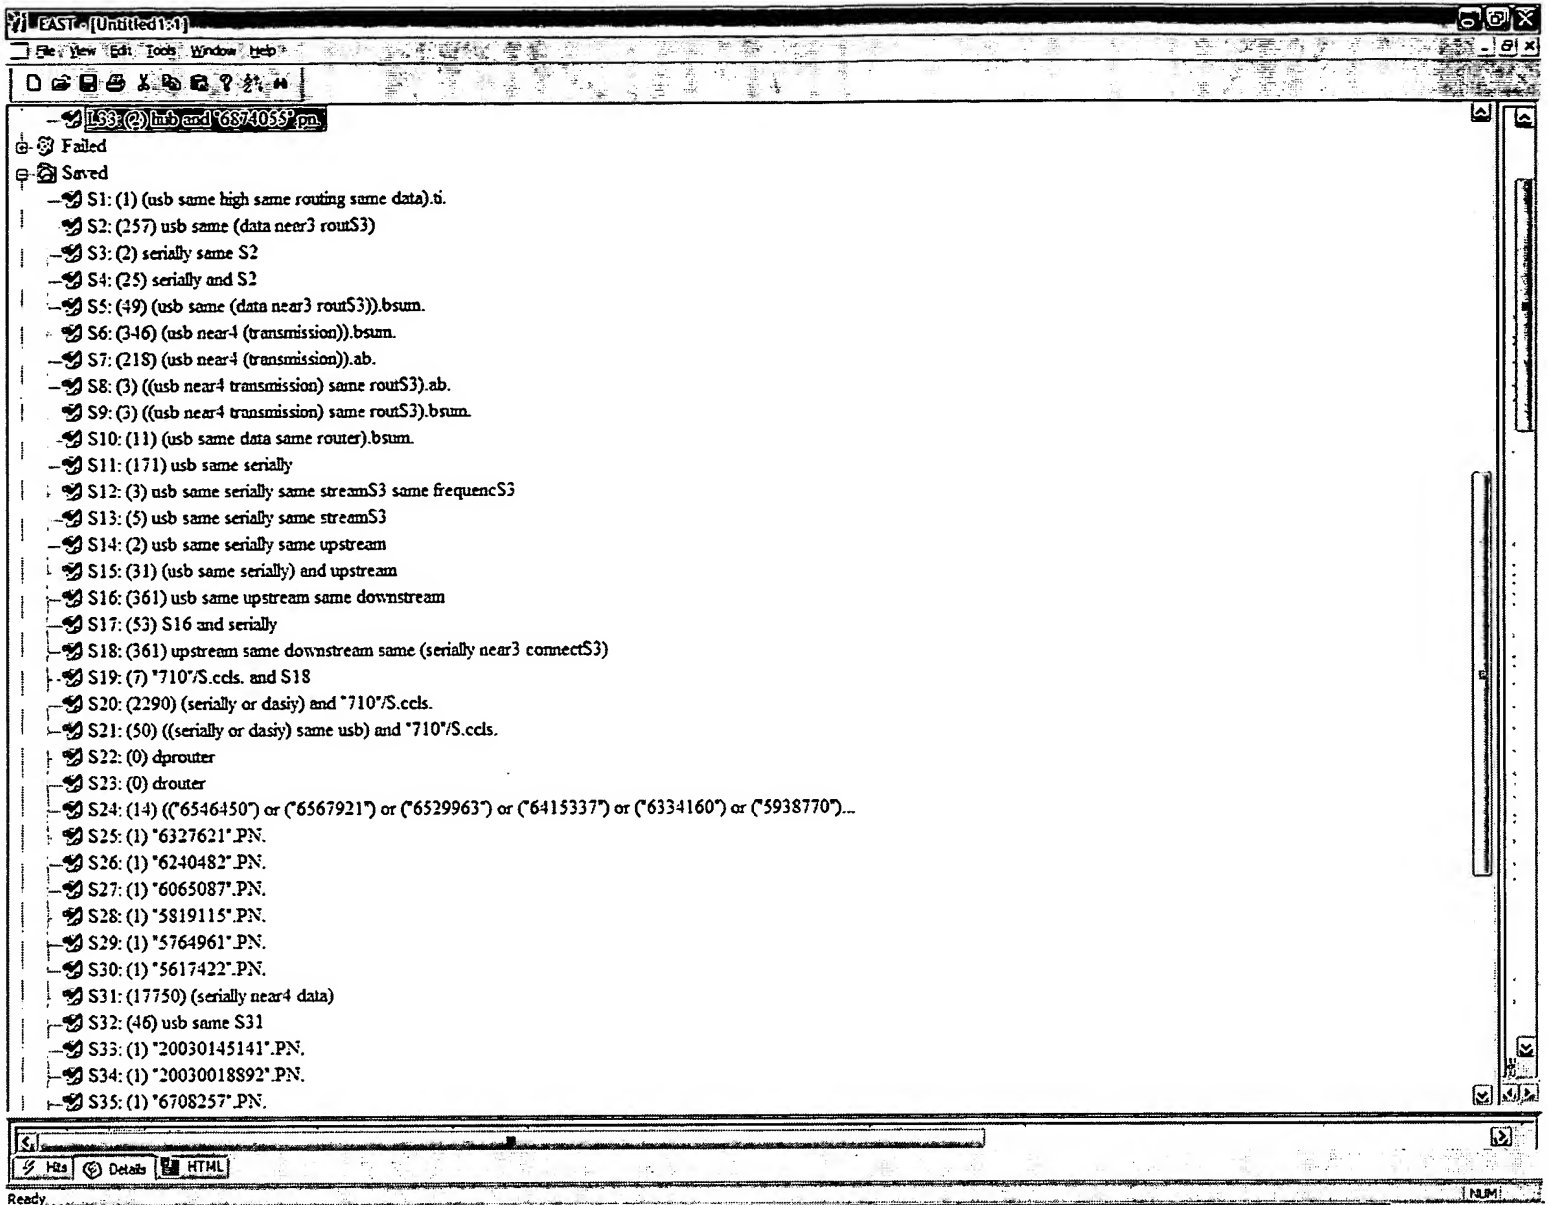 EAST - [Untitled1:1]
File View Edit Tools Window Help
L53: (2) hub and "6874055".pn.
Failed
Saved
S1: (1) (usb same high same routing same data).ti.
S2: (257) usb same (data near3 rout$3)
S3: (2) serially same S2
S4: (25) serially and S2
S5: (49) (usb same (data near3 rout$3)).bsum.
S6: (346) (usb near4 (transmission)).bsum.
S7: (218) (usb near4 (transmission)).ab.
S8: (3) ((usb near4 transmission) same rout$3).ab.
S9: (3) ((usb near4 transmission) same rout$3).bsum.
S10: (11) (usb same data same router).bsum.
S11: (171) usb same serially
S12: (3) usb same serially same stream$3 same frequenc$3
S13: (5) usb same serially same stream$3
S14: (2) usb same serially same upstream
S15: (31) (usb same serially) and upstream
S16: (361) usb same upstream same downstream
S17: (53) S16 and serially
S18: (361) upstream same downstream same (serially near3 connect$3)
S19: (7) "710"/$.ccls. and S18
S20: (2290) (serially or dasiy) and "710"/$.ccls.
S21: (50) ((serially or dasiy) same usb) and "710"/$.ccls.
S22: (0) dprouter
S23: (0) drouter
S24: (14) (("6546450") or ("6567921") or ("6529963") or ("6415337") or ("6334160") or ("5938770")...
S25: (1) "6327621".PN.
S26: (1) "6240482".PN.
S27: (1) "6065087".PN.
S28: (1) "5819115".PN.
S29: (1) "5764961".PN.
S30: (1) "5617422".PN.
S31: (17750) (serially near4 data)
S32: (46) usb same S31
S33: (1) "20030145141".PN.
S34: (1) "20030018892".PN.
S35: (1) "6708257".PN.
Hits Details HTML
Ready NUM